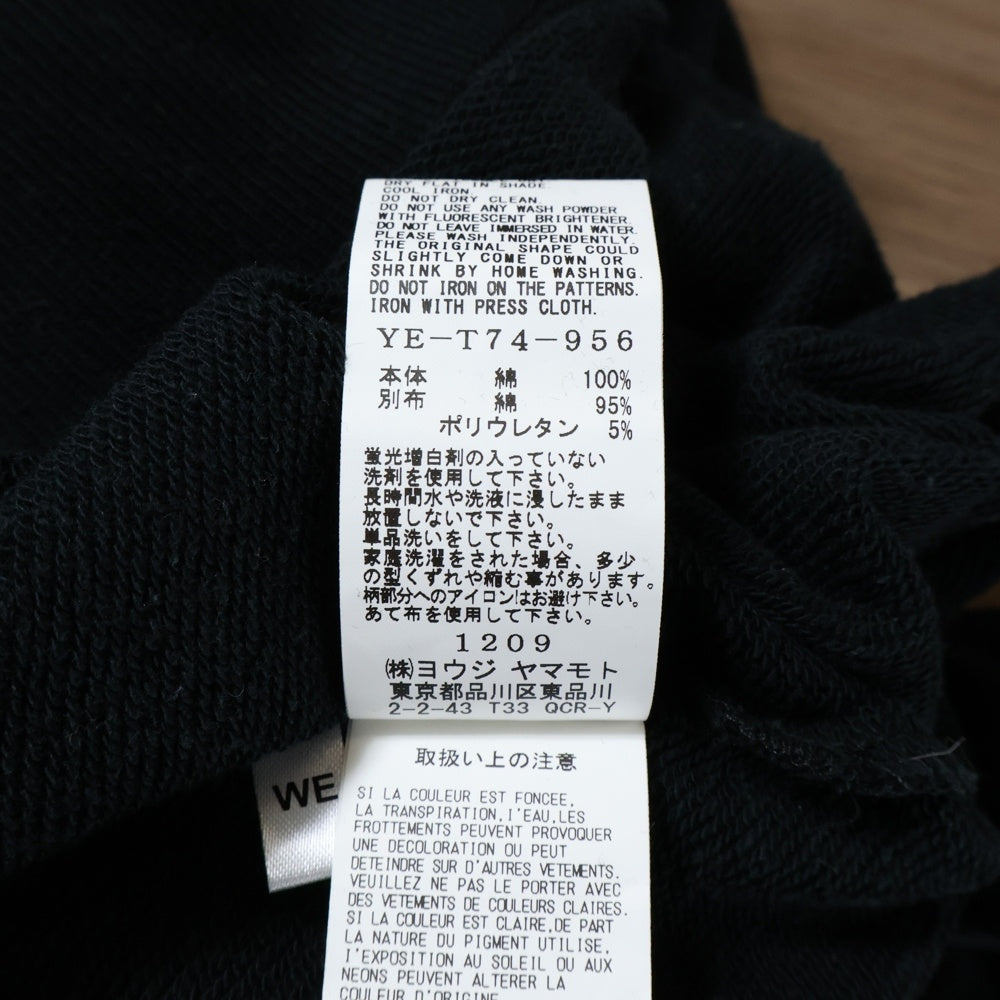 DRY FLAT IN SHADE.
COOL IRON.
DO NOT DRY CLEAN.
DO NOT USE ANY WASH POWDER
WITH FLUORESCENT BRIGHTENER.
DO NOT LEAVE IMMERSED IN WATER.
PLEASE WASH INDEPENDENTLY.
THE ORIGINAL SHAPE COULD
SLIGHTLY COME DOWN OR
SHRINK BY HOME WASHING.
DO NOT IRON ON THE PATTERNS.
IRON WITH PRESS CLOTH.
YE-T74-956
本体 綿 100%
別布 綿 95%
ポリウレタン 5%
蛍光増白剤の入っていない
洗剤を使用して下さい。
長時間水や洗液に浸したまま
放置しないで下さい。
単品洗いをして下さい。
家庭洗濯をされた場合、多少
の型くずれや縮む事があります。
柄部分へのアイロンはお避け下さい。
あて布を使用して下さい。
1209
㈱ヨウジ ヤマモト
東京都品川区東品川
2-2-43 T33 QCR-Y
取扱い上の注意
WE
SI LA COULEUR EST FONCEE,
LA TRANSPIRATION,I'EAU,LES
FROTTEMENTS PEUVENT PROVOQUER
UNE DECOLORATION OU PEUT
DETEINDRE SUR D'AUTRES VETEMENTS.
VEUILLEZ NE PAS LE PORTER AVEC
DES VETEMENTS DE COULEURS CLAIRES.
SI LA COULEUR EST CLAIRE,DE PART
LA NATURE DU PIGMENT UTILISE,
I'EXPOSITION AU SOLEIL OU AUX
NEONS PEUVENT ALTERER LA
COULEUR D'ORIGINE.